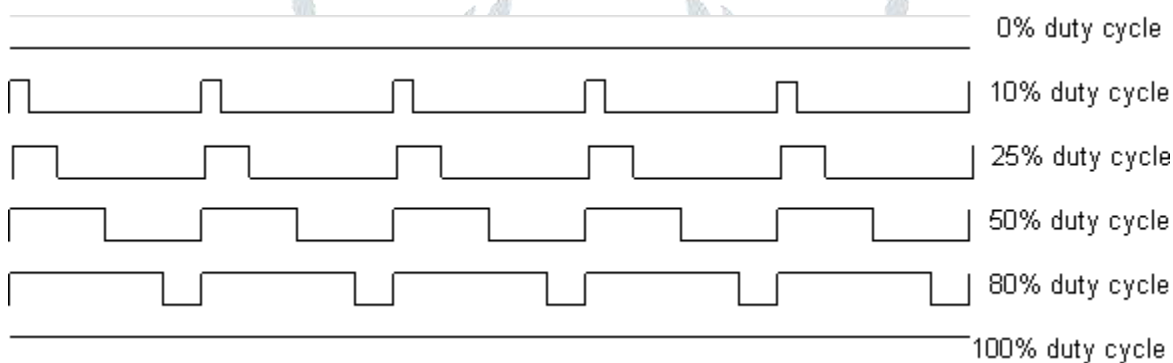 0% duty cycle
10% duty cycle
25% duty cycle
50% duty cycle
80% duty cycle
100% duty cycle